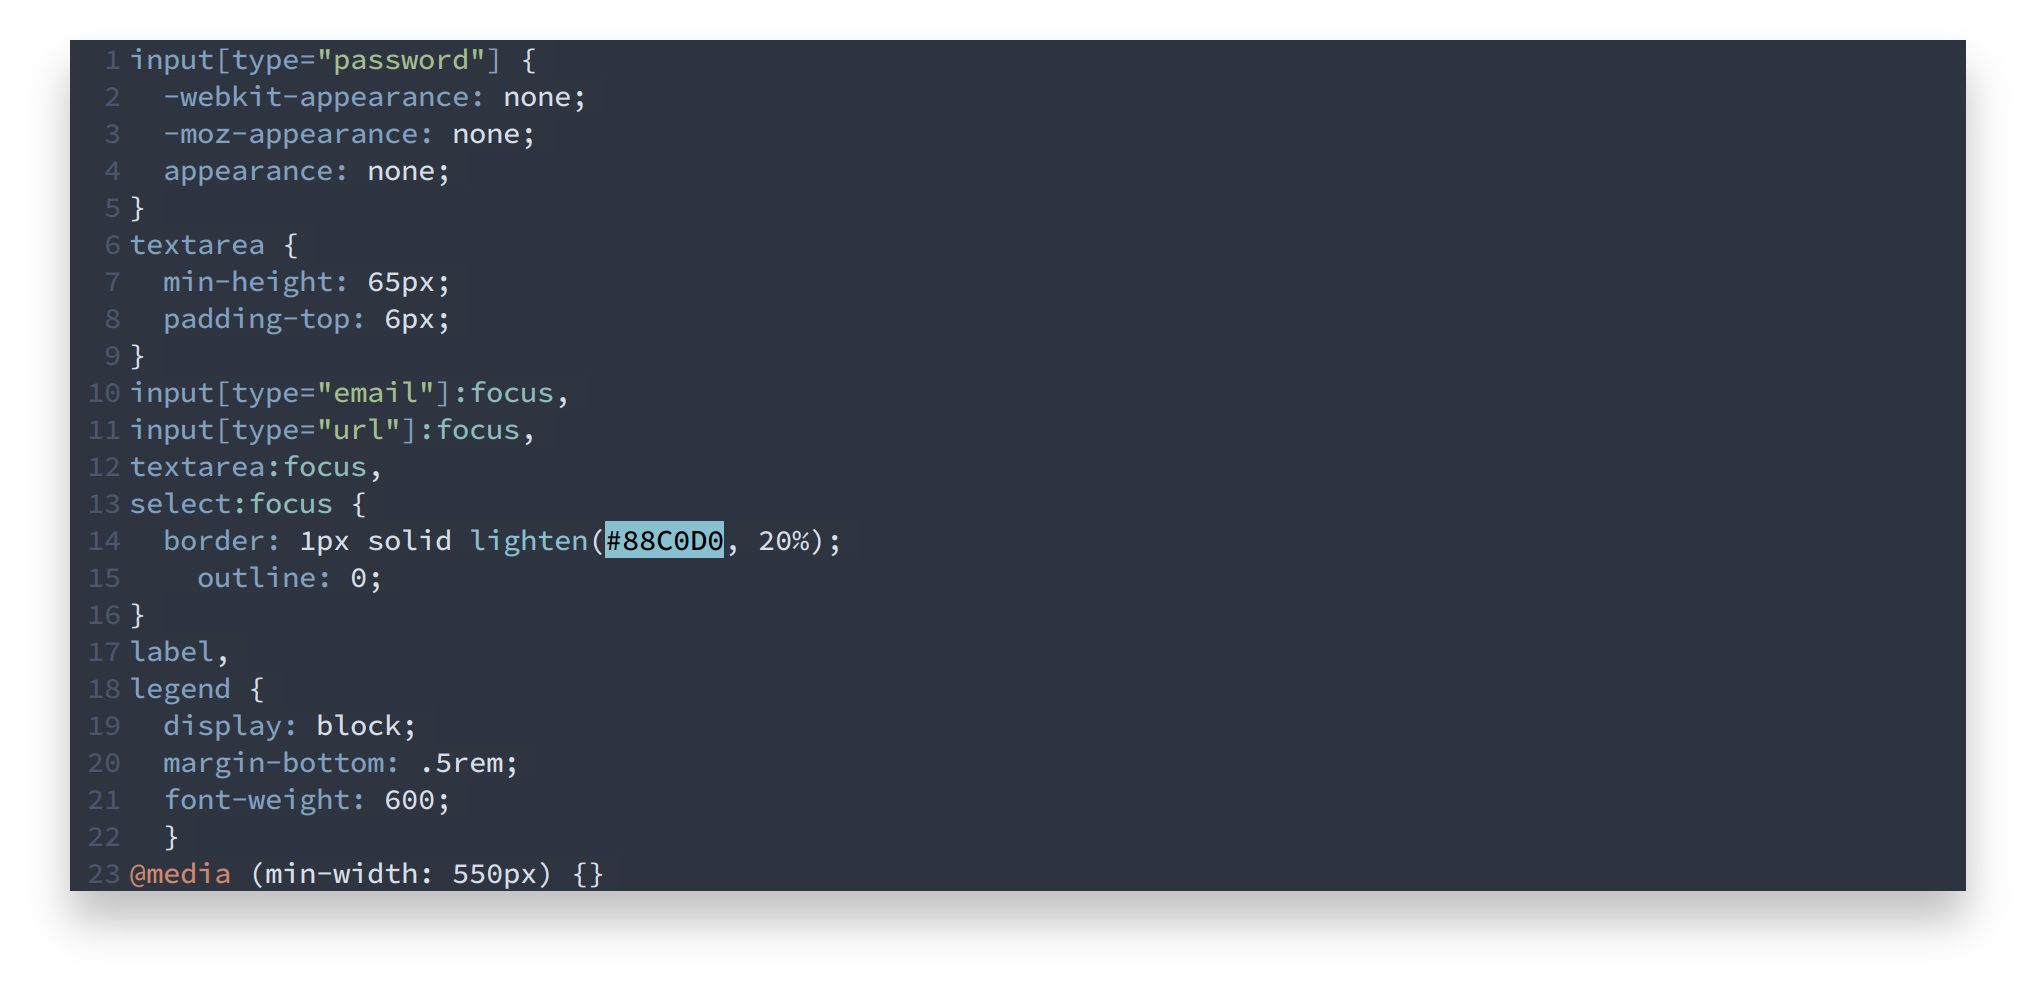 1 input[type="password"] {
2   -webkit-appearance: none;
3   -moz-appearance: none;
4   appearance: none;
5 }
6 textarea {
7   min-height: 65px;
8   padding-top: 6px;
9 }
10 input[type="email"]:focus,
11 input[type="url"]:focus,
12 textarea:focus,
13 select:focus {
14   border: 1px solid lighten(#88C0D0, 20%);
15     outline: 0;
16 }
17 label,
18 legend {
19   display: block;
20   margin-bottom: .5rem;
21   font-weight: 600;
22   }
23 @media (min-width: 550px) {}